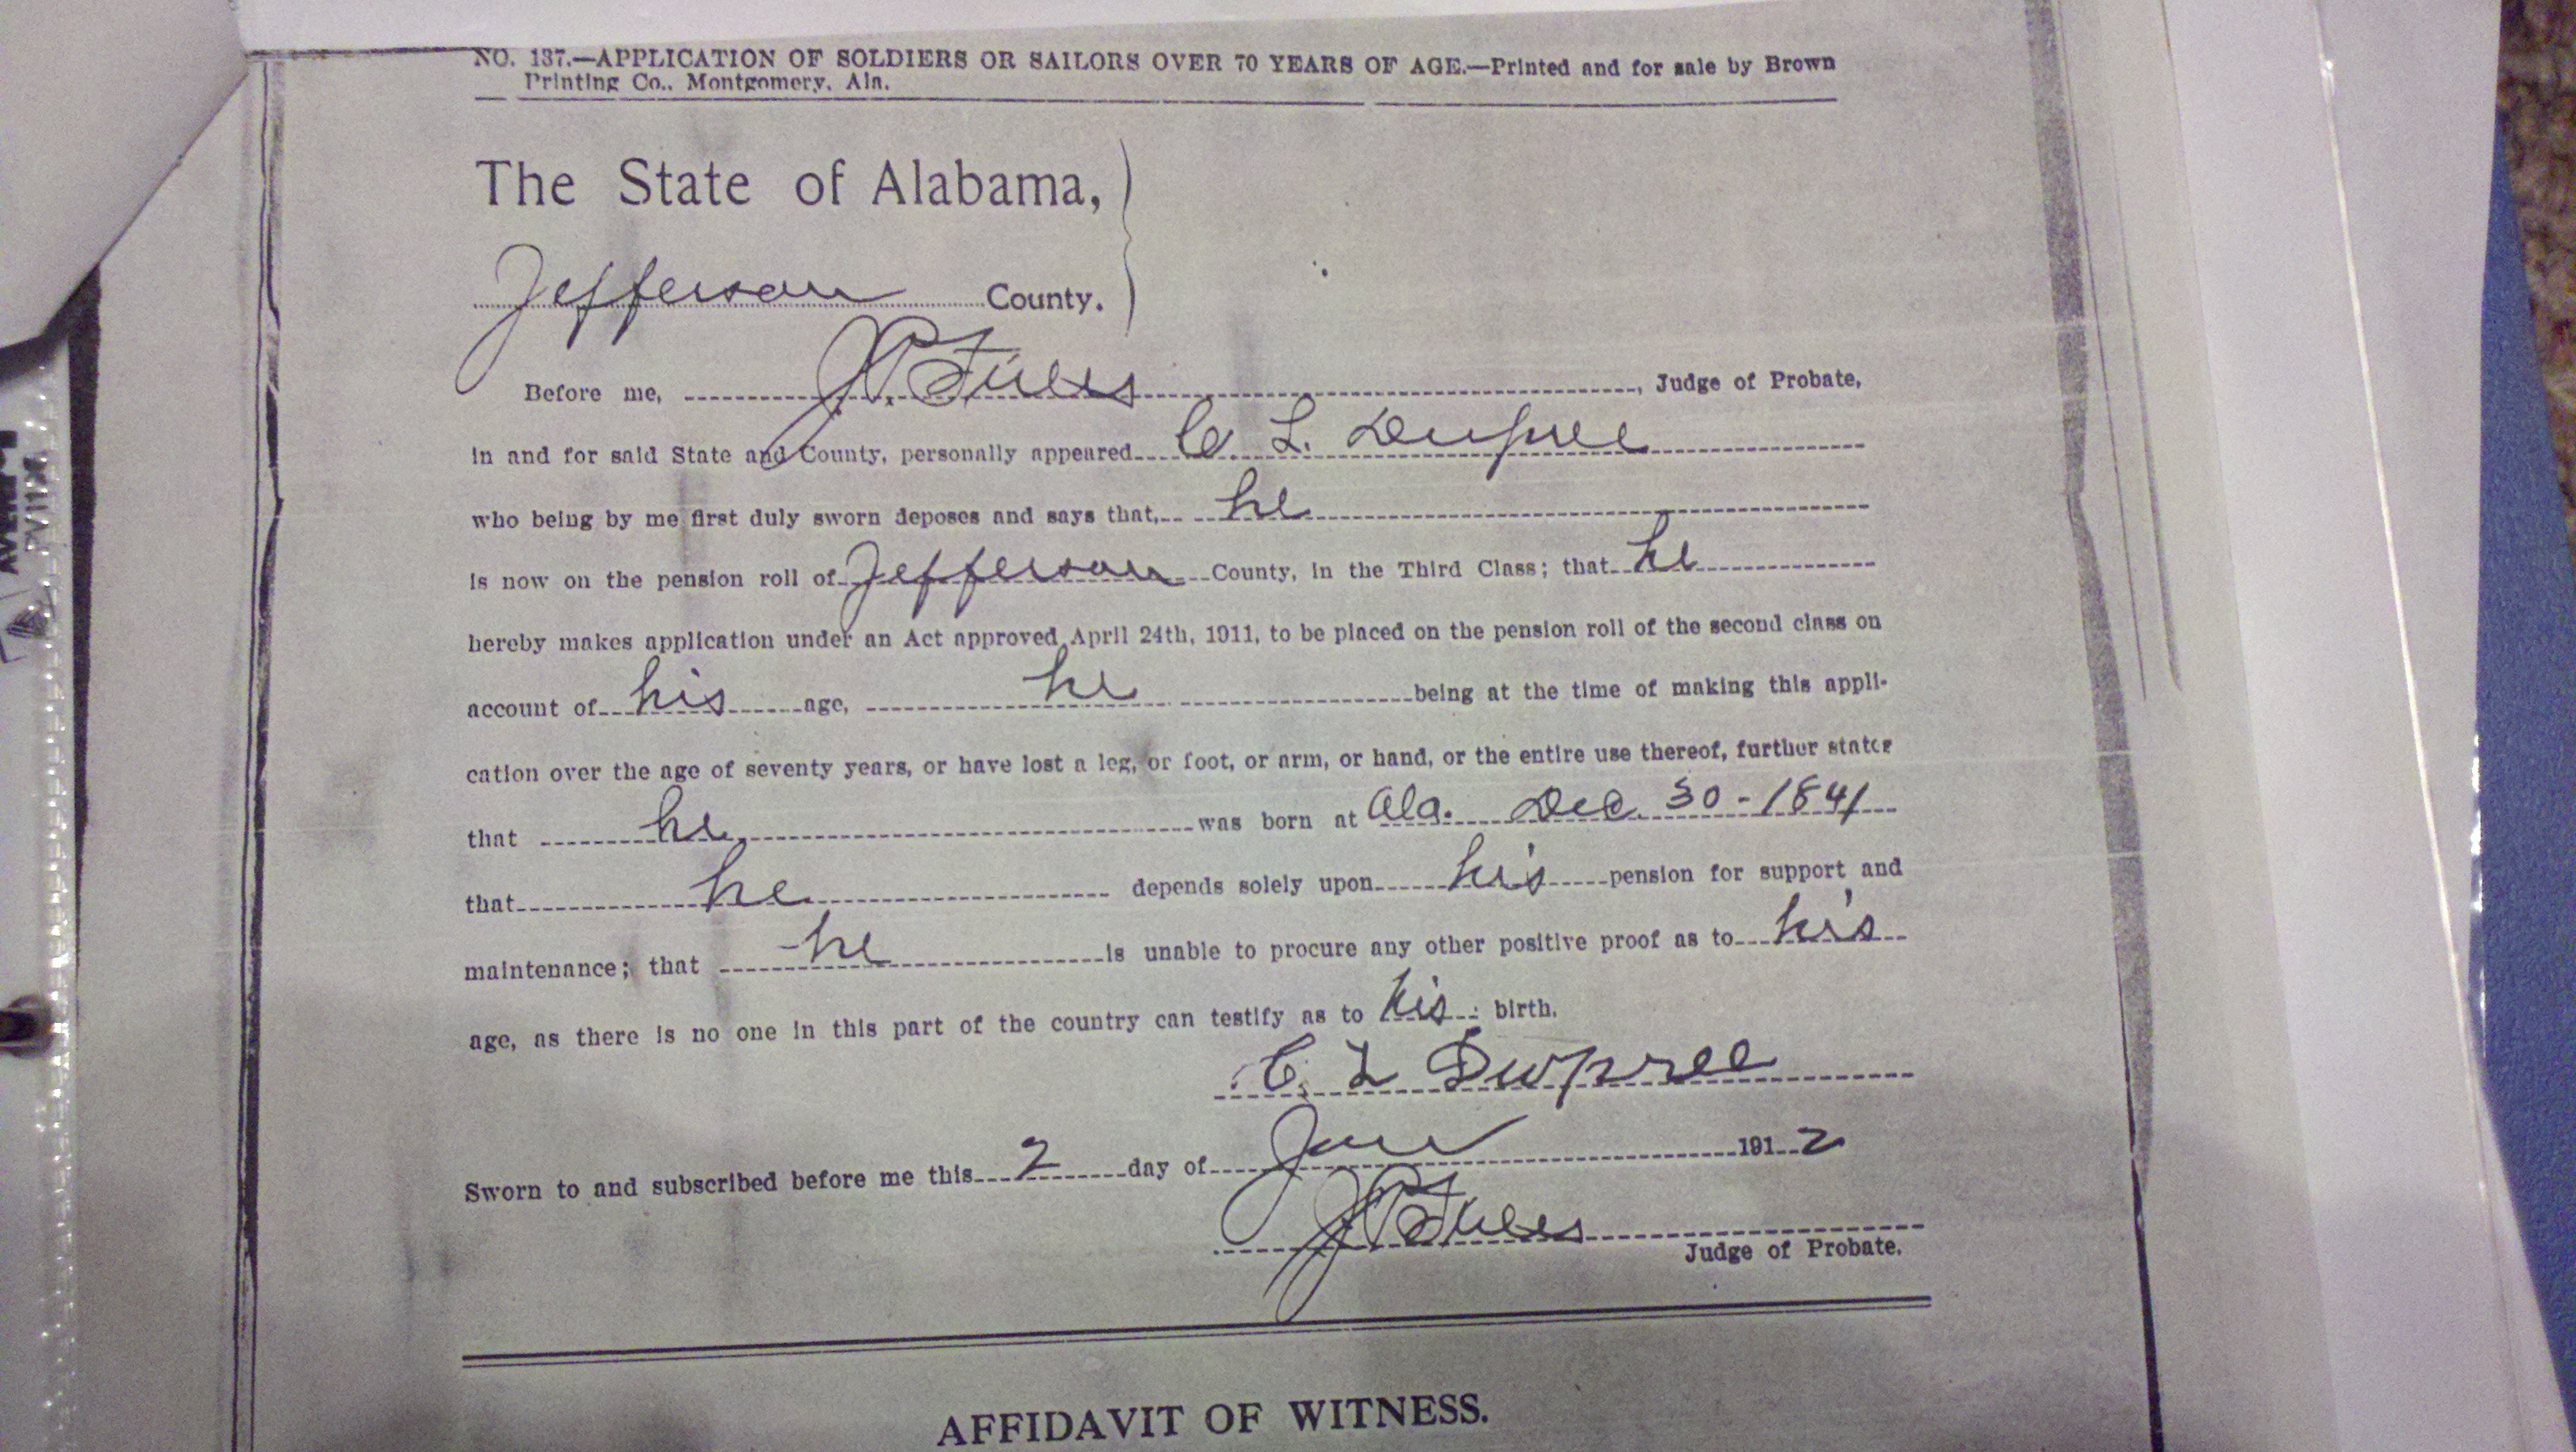 NO. 137.—APPLICATION OF SOLDIERS OR SAILORS OVER 70 YEARS OF AGE.—Printed and for sale by Brown
Printing Co., Montgomery, Ala.
The State of Alabama,
Jefferson County.
Before me, J. P. Stiles, Judge of Probate,
in and for said State and County, personally appeared C. L. Dupree
who being by me first duly sworn deposes and says that, he
is now on the pension roll of Jefferson County, in the Third Class; that he
hereby makes application under an Act approved April 24th, 1911, to be placed on the pension roll of the second class on
account of his age, he being at the time of making this appli-
cation over the age of seventy years, or have lost a leg, or foot, or arm, or hand, or the entire use thereof, further states
that he was born at Ala. Dec. 30-1841
that he depends solely upon his pension for support and
maintenance; that he is unable to procure any other positive proof as to his
age, as there is no one in this part of the country can testify as to his birth.
C. L Dupree
Sworn to and subscribed before me this 2 day of Jan 1912
J. P. Stiles
Judge of Probate.
AFFIDAVIT OF WITNESS.